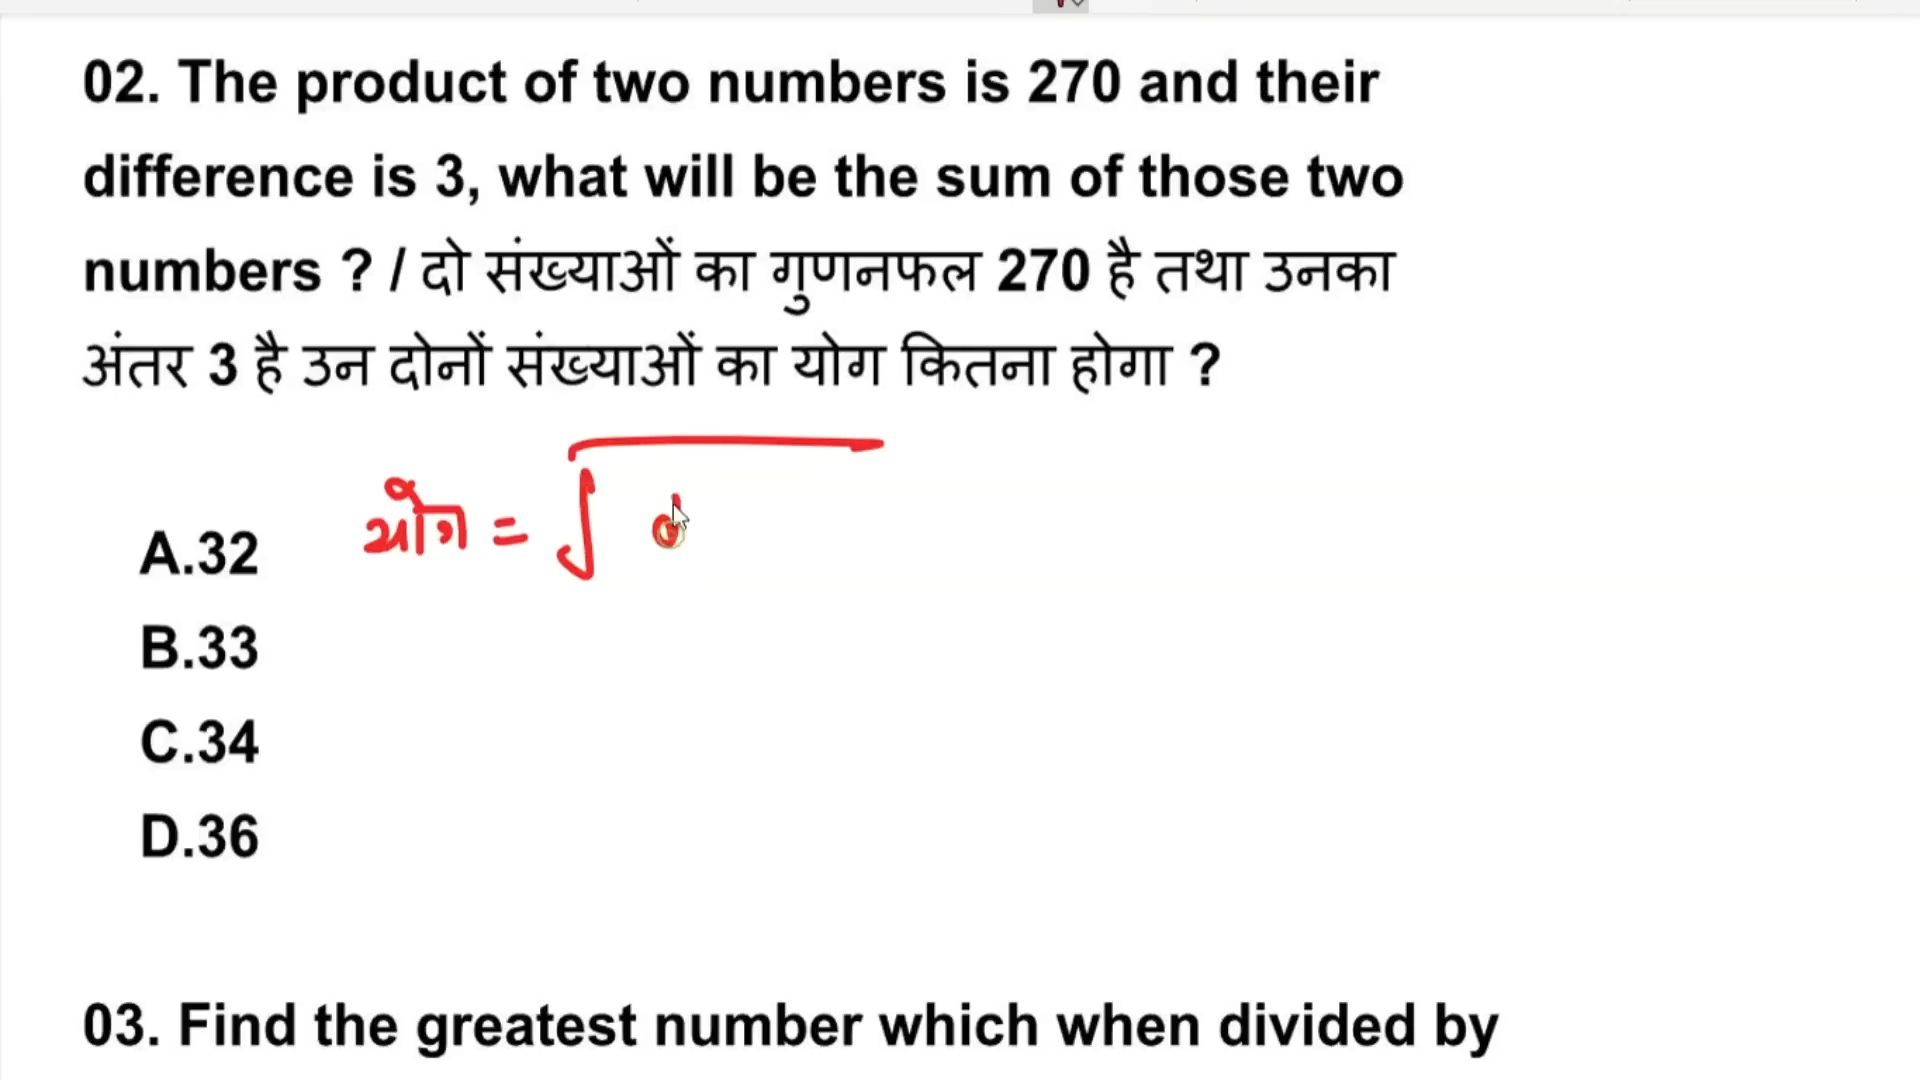 02. The product of two numbers is 270 and their
difference is 3, what will be the sum of those two
numbers ? / दो संख्याओं का गुणनफल 270 है तथा उनका
अंतर 3 है उन दोनों संख्याओं का योग कितना होगा ?
योग = √
A.32
B.33
C.34
D.36
03. Find the greatest number which when divided by